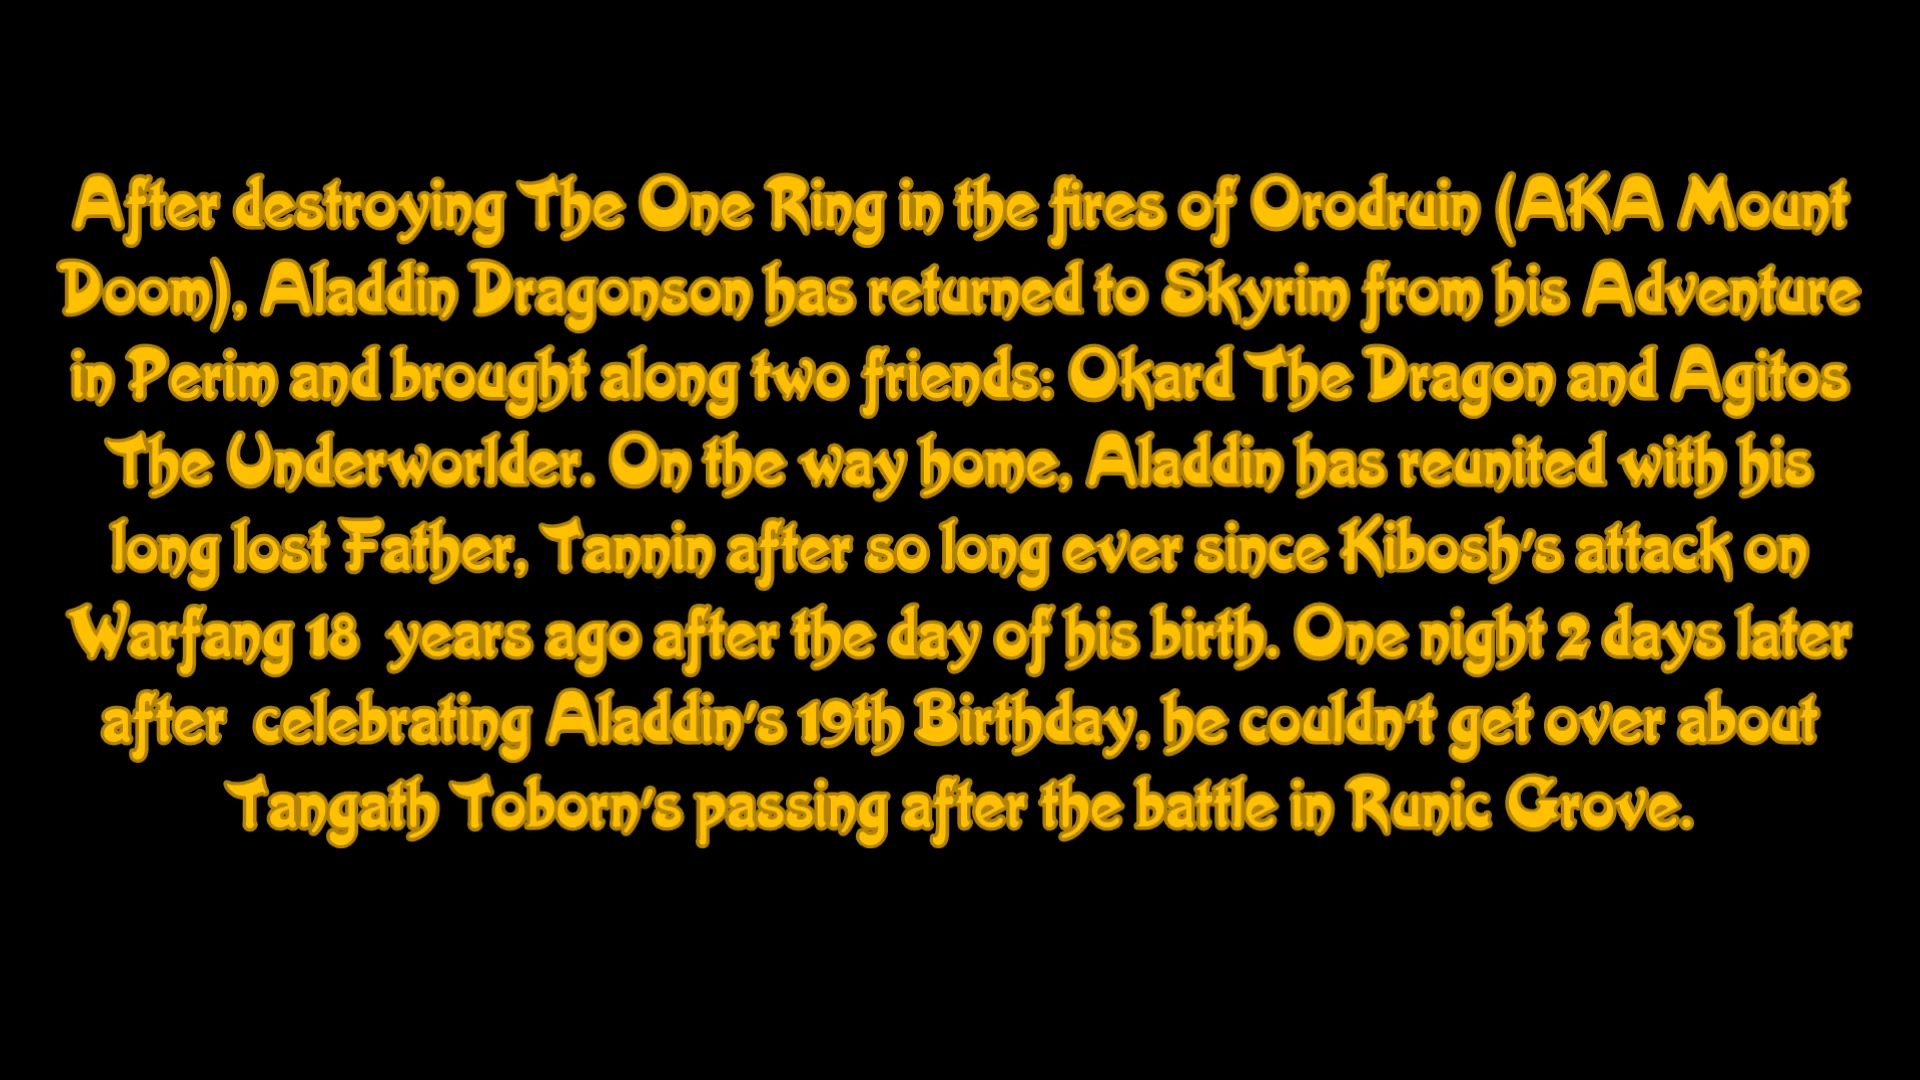 After destroying The One Ring in the fires of Orodruin (AKA Mount
Doom), Aladdin Dragonson has returned to Skyrim from his Adventure
in Perim and brought along two friends: Okard The Dragon and Agitos
The Underworlder. On the way home, Aladdin has reunited with his
long lost Father, Tannin after so long ever since Kibosh's attack on
Warfang 18  years ago after the day of his birth. One night 2 days later
after  celebrating Aladdin's 19th Birthday, he couldn't get over about
Tangath Toborn's passing after the battle in Runic Grove.